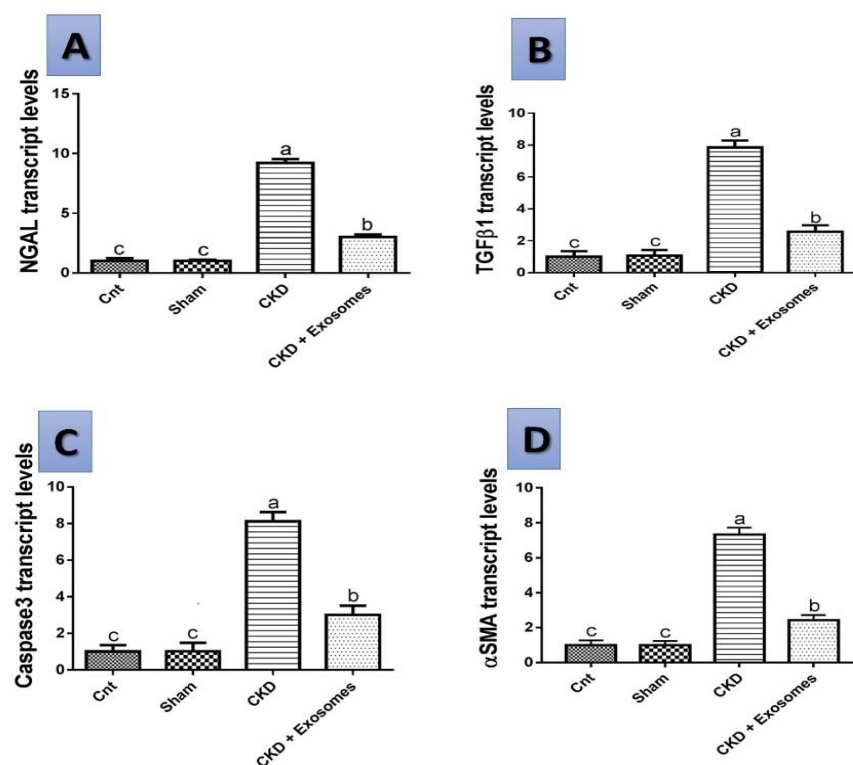 A
NGAL transcript levels
15
10
5
0
c
c
a
b
Cnt
Sham
CKD
CKD + Exosomes
B
TGFβ1 transcript levels
10
8
6
4
2
0
c
c
a
b
Cnt
Sham
CKD
CKD + Exosomes
C
Caspase3 transcript levels
10
8
6
4
2
0
c
c
a
b
Cnt
Sham
CKD
CKD + Exosomes
D
αSMA transcript levels
10
8
6
4
2
0
c
c
a
b
Cnt
Sham
CKD
CKD + Exosomes